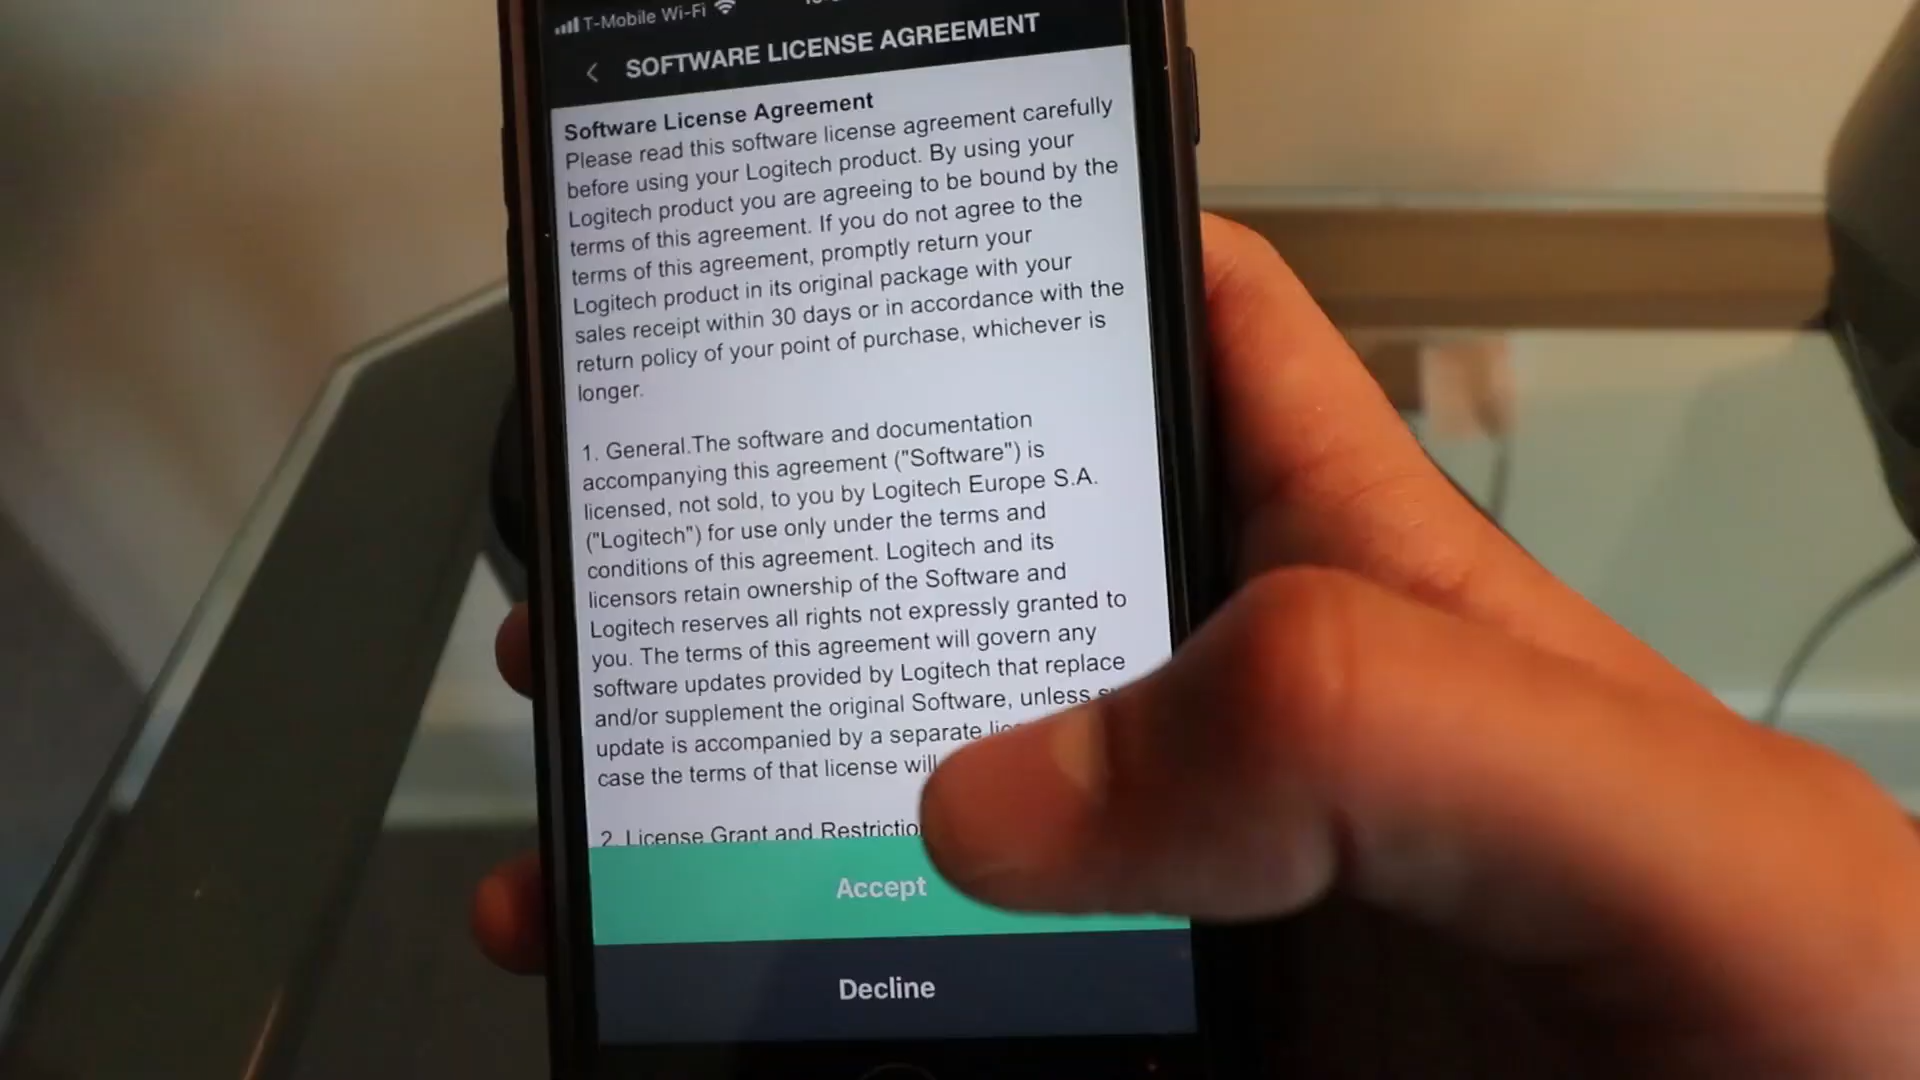 T-Mobile Wi-Fi
SOFTWARE LICENSE AGREEMENT
Software License Agreement
Please read this software license agreement carefully
before using your Logitech product. By using your
Logitech product you are agreeing to be bound by the
terms of this agreement. If you do not agree to the
terms of this agreement, promptly return your
Logitech product in its original package with your
sales receipt within 30 days or in accordance with the
return policy of your point of purchase, whichever is
longer.
1. General.The software and documentation
accompanying this agreement ("Software") is
licensed, not sold, to you by Logitech Europe S.A.
("Logitech") for use only under the terms and
conditions of this agreement. Logitech and its
licensors retain ownership of the Software and
Logitech reserves all rights not expressly granted to
you. The terms of this agreement will govern any
software updates provided by Logitech that replace
and/or supplement the original Software, unless
update is accompanied by a separate
case the terms of that license will
2. License Grant and
Accept
Decline